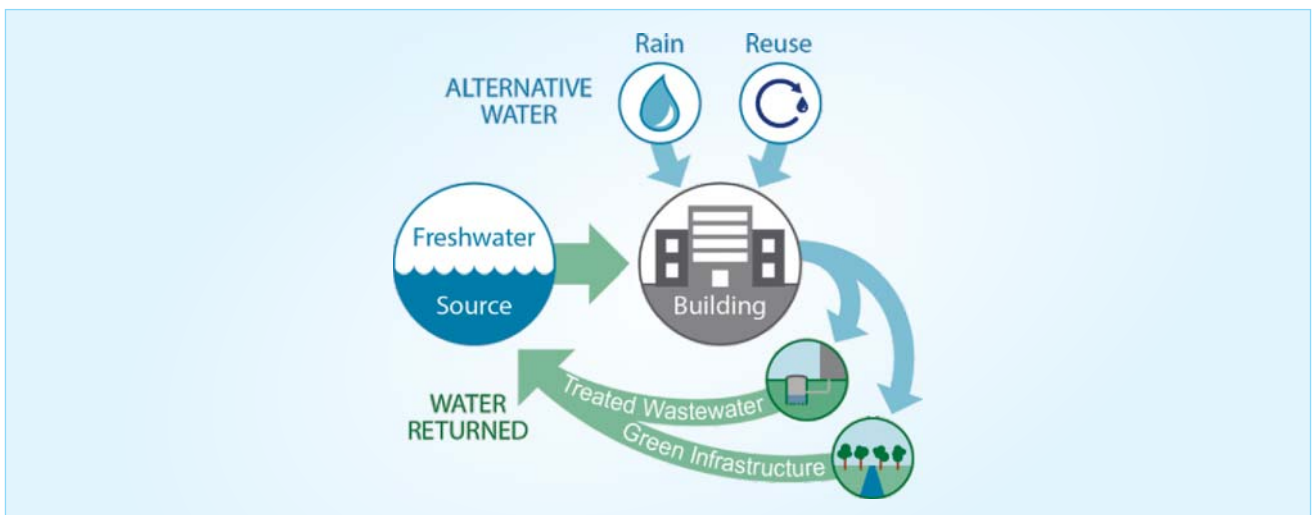 Rain
Reuse
ALTERNATIVE
WATER
Freshwater
Source
Building
Treated Wastewater
Green Infrastructure
WATER
RETURNED